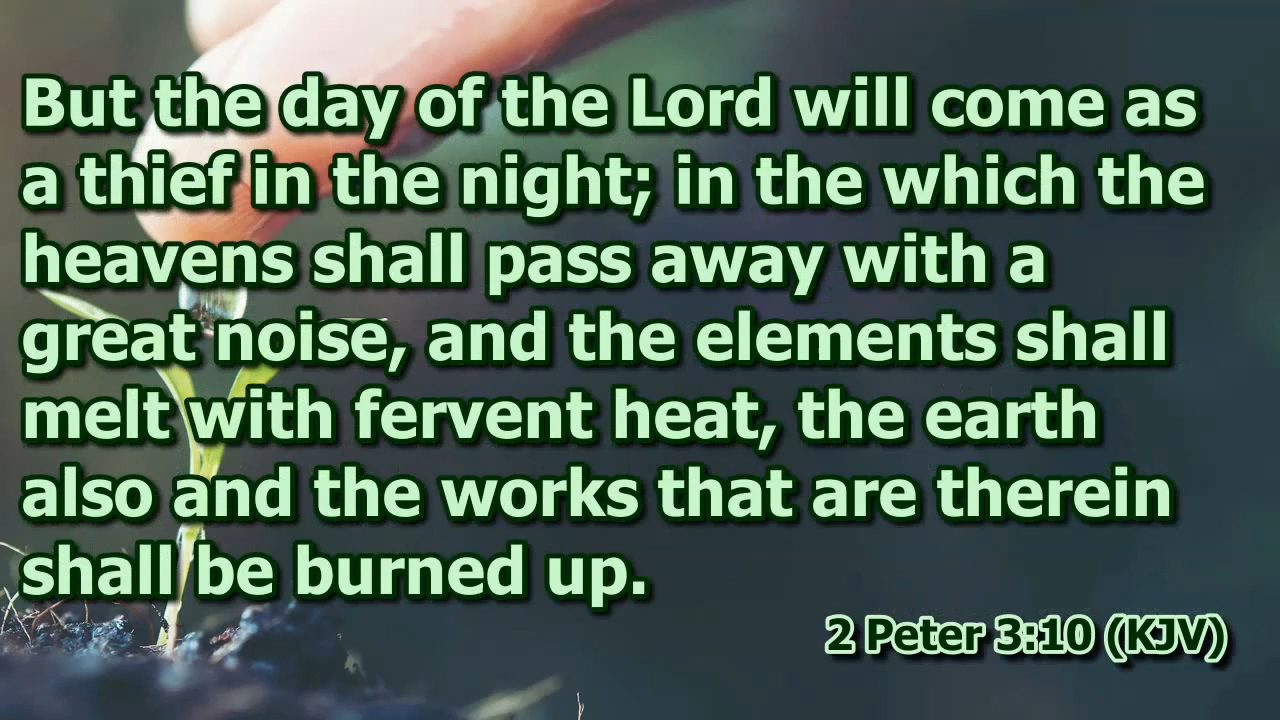 But the day of the Lord will come as
a thief in the night; in the which the
heavens shall pass away with a
great noise, and the elements shall
melt with fervent heat, the earth
also and the works that are therein
shall be burned up.
2 Peter 3:10 (KJV)